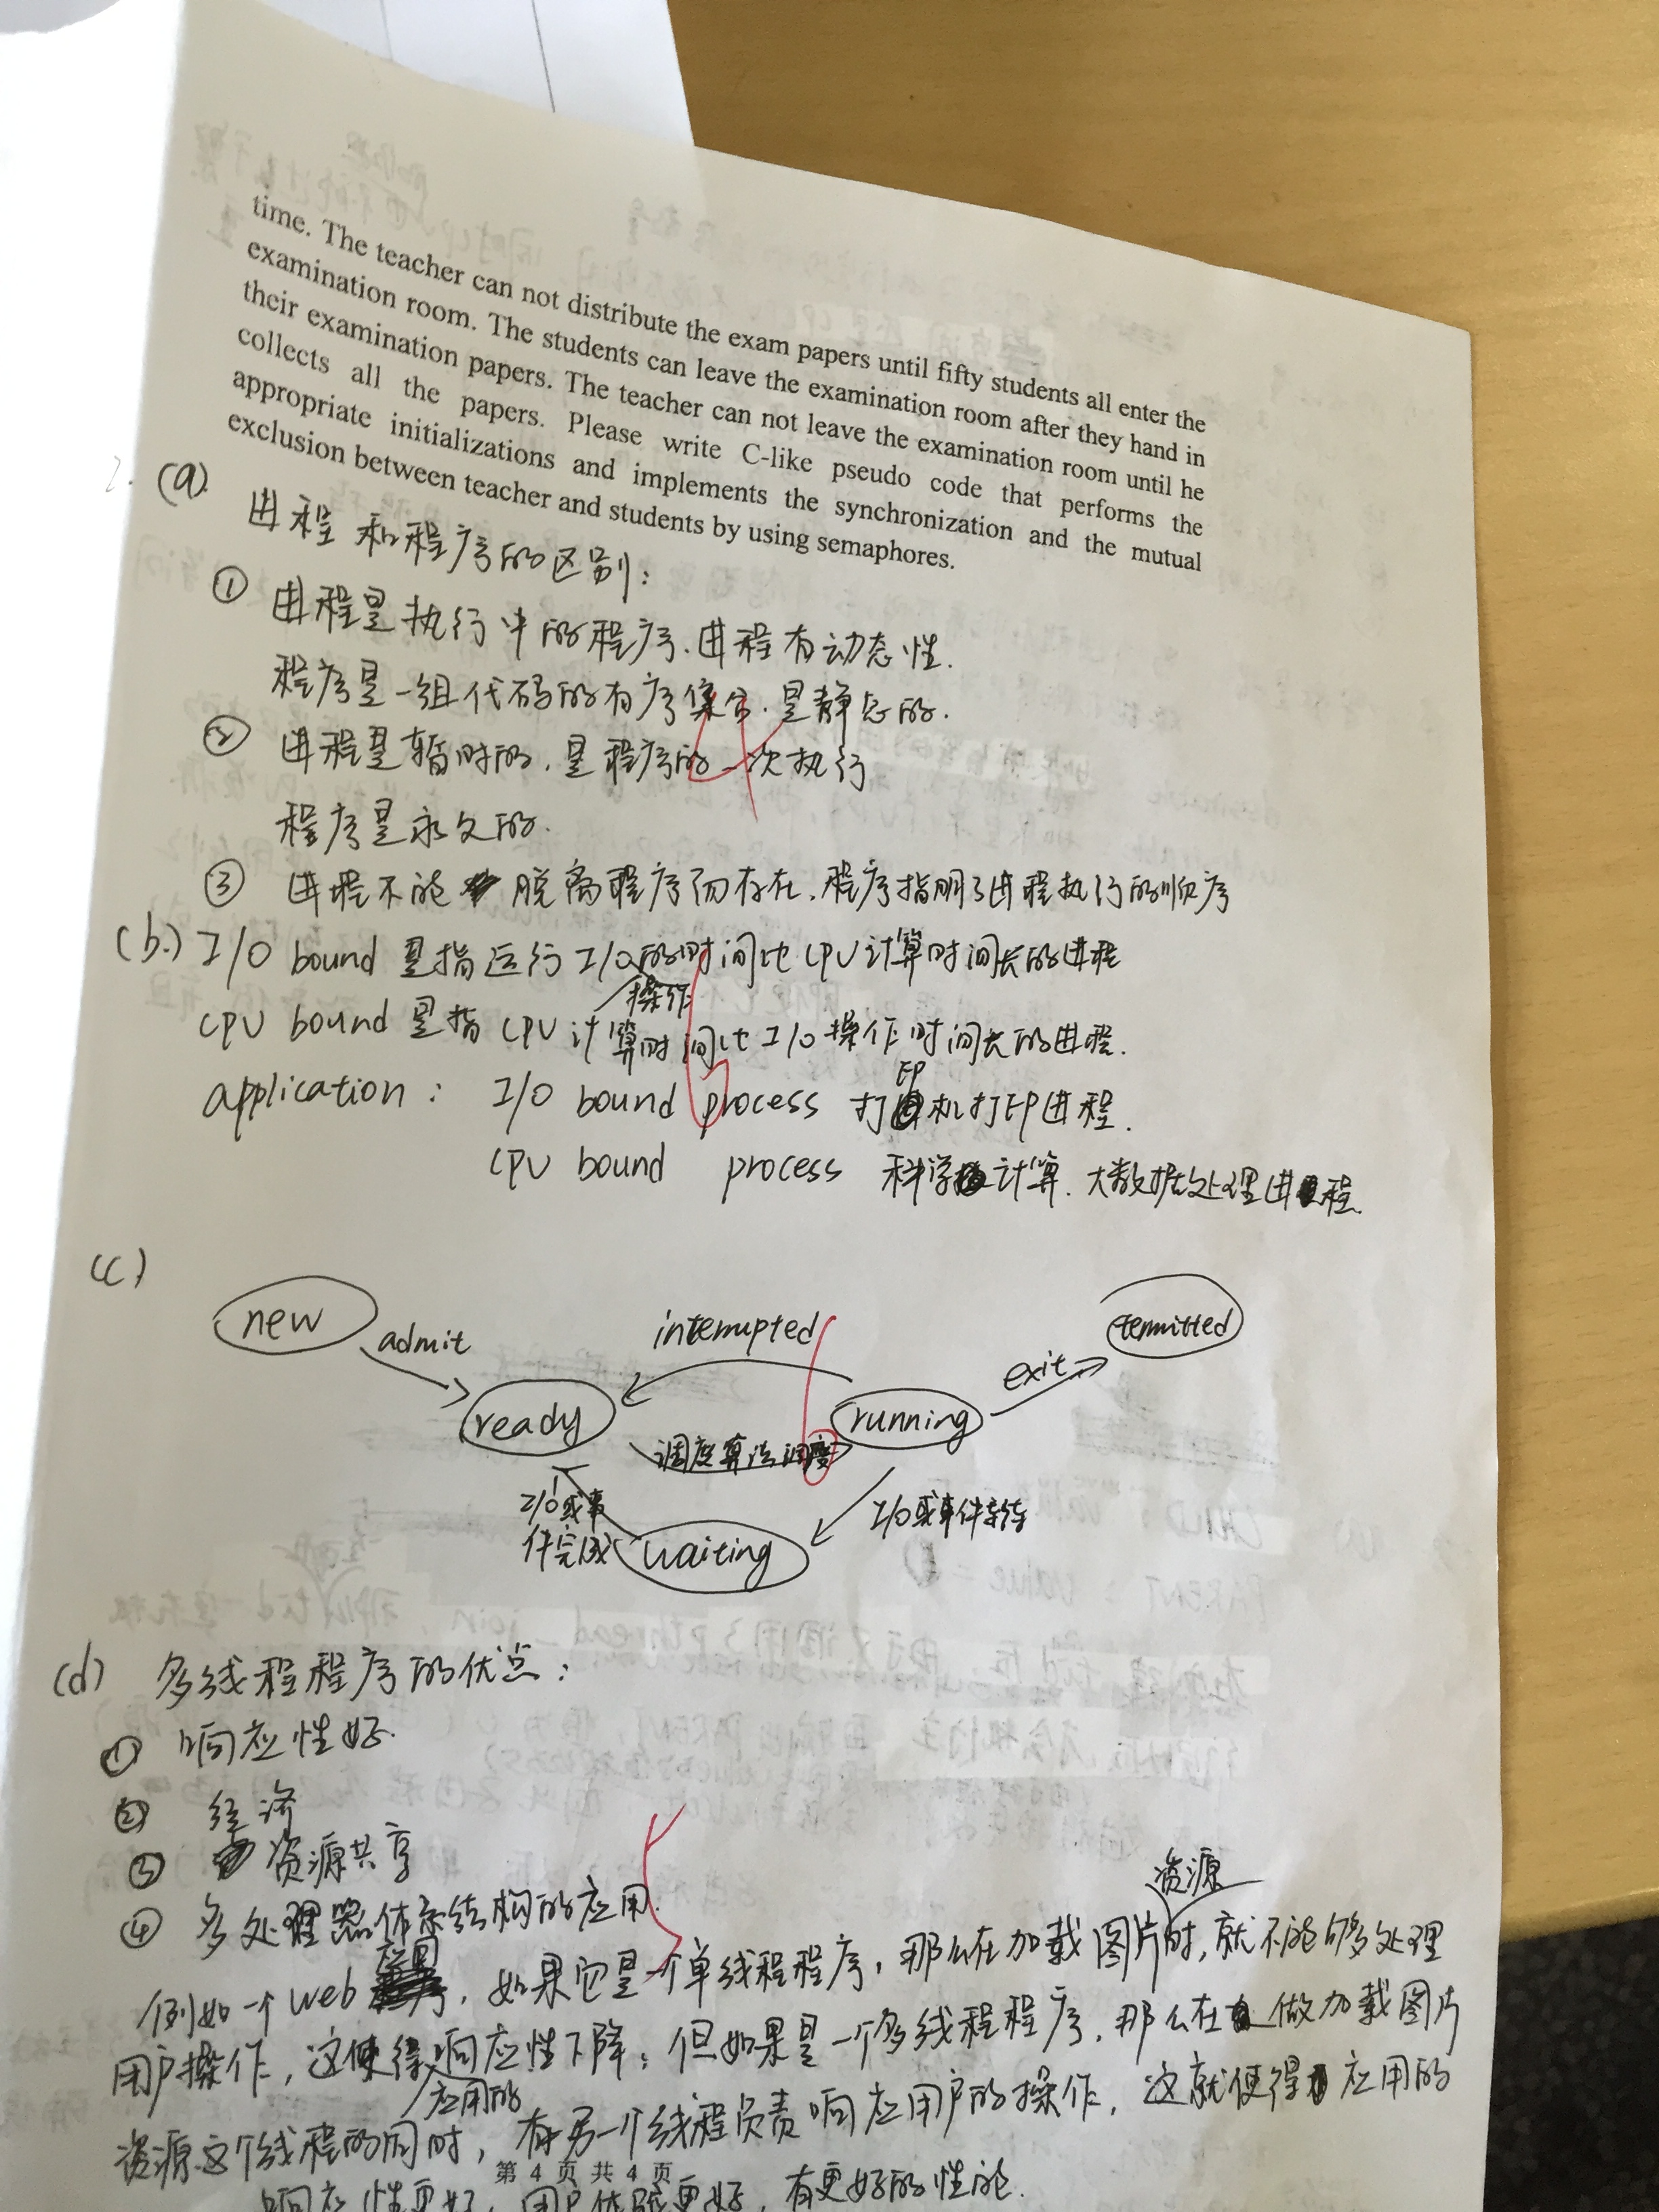 time. The teacher can not distribute the exam papers until fifty students all enter the
examination room. The students can leave the examination room after they hand in
their examination papers. The teacher can not leave the examination room until he
collects all the papers. Please write C-like pseudo code that performs the
appropriate initializations and implements the synchronization and the mutual
exclusion between teacher and students by using semaphores.
(a).
进程和程序的区别:
① 进程是执行中的程序.进程有动态性.
程序是一组代码的有序集合.是静态的.
② 进程是暂时的,是程序的一次执行
程序是永久的.
③ 进程不能脱离程序而存在,程序指明了进程执行的顺序
(b.) I/O bound 是指运行I/O操作的时间比CPU计算时间长的进程
CPU bound 是指 CPU计算时间比I/O操作时间长的进程.
application: I/O bound process 打印机打印进程.
CPU bound process 科学计算.大数据处理进程.
(c)
new
admit
interrupted
termitted
exit
ready
running
调度算法调度
I/O或事
件完成
I/O或事件等待
waiting
(d) 多线程程序的优点:
① 响应性好.
② 经济
③ 资源共享
④ 多处理器体系结构的应用.
例如一个web应用,如果它是一个单线程程序,那么在加载图片资源时,就不能够处理
用户操作,这使得应用的响应性下降;但如果是一个多线程程序,那么在做加载图片
资源这个线程的同时,有另一个线程负责响应用户的操作,这就使得应用的
响应性更好,用户体验更好,有更好的性能.
第 4 页 共 4 页